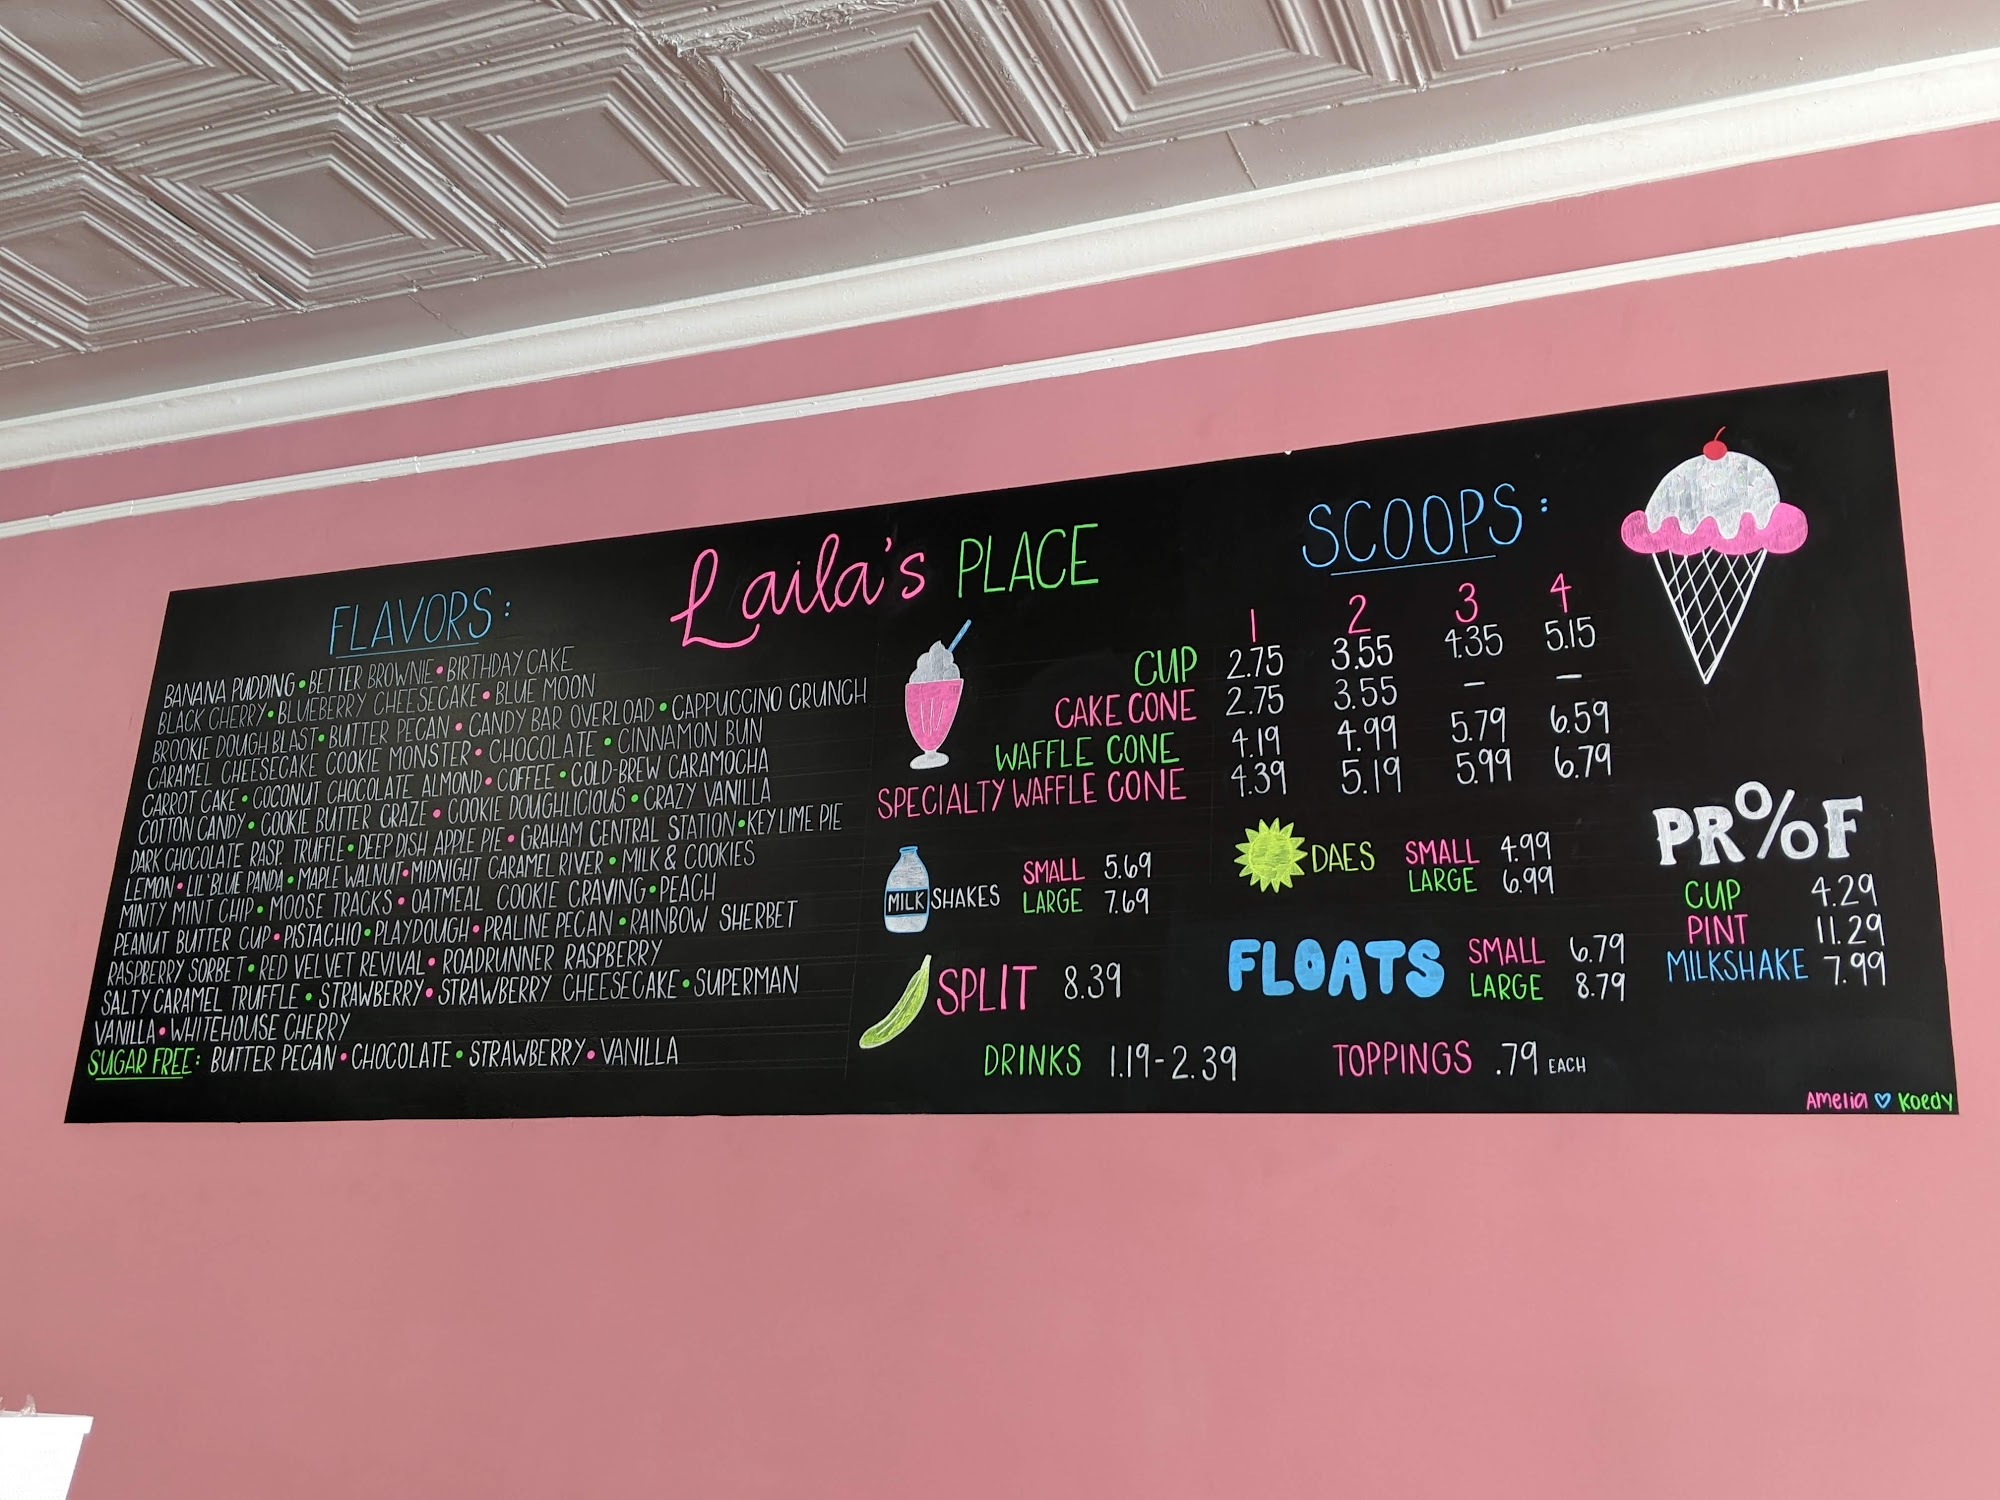 Laila's PLACE
FLAVORS:
BANANA PUDDING • BETTER BROWNIE • BIRTHDAY CAKE
BLACK CHERRY • BLUEBERRY CHEESECAKE • BLUE MOON
BROOKIE DOUGH BLAST • BUTTER PECAN • CANDY BAR OVERLOAD • CAPPUCCINO CRUNCH
CARAMEL CHEESECAKE COOKIE MONSTER • CHOCOLATE • CINNAMON BUN
CARROT CAKE • COCONUT CHOCOLATE ALMOND • COFFEE • COLD-BREW CARAMOCHA
COTTON CANDY • COOKIE BUTTER CRAZE • COOKIE DOUGHLICIOUS • CRAZY VANILLA
DARK CHOCOLATE RASP. TRUFFLE • DEEP DISH APPLE PIE • GRAHAM CENTRAL STATION • KEY LIME PIE
LEMON • LIL' BLUE PANDA • MAPLE WALNUT • MIDNIGHT CARAMEL RIVER • MILK & COOKIES
MINTY MINT CHIP • MOOSE TRACKS • OATMEAL COOKIE CRAVING • PEACH
PEANUT BUTTER CUP • PISTACHIO • PLAYDOUGH • PRALINE PECAN • RAINBOW SHERBET
RASPBERRY SORBET • RED VELVET REVIVAL • ROADRUNNER RASPBERRY
SALTY CARAMEL TRUFFLE • STRAWBERRY • STRAWBERRY CHEESECAKE • SUPERMAN
VANILLA • WHITEHOUSE CHERRY
SUGAR FREE: BUTTER PECAN • CHOCOLATE • STRAWBERRY • VANILLA
SCOOPS:
1 2 3 4
CUP 2.75 3.55 4.35 5.15
CAKE CONE 2.75 3.55 – –
WAFFLE CONE 4.19 4.99 5.79 6.59
SPECIALTY WAFFLE CONE 4.39 5.19 5.99 6.79
MILK SHAKES
SMALL 5.69
LARGE 7.69
DAES
SMALL 4.99
LARGE 6.99
SPLIT 8.39
FLOATS
SMALL 6.79
LARGE 8.79
PR%F
CUP 4.29
PINT 11.29
MILKSHAKE 7.99
DRINKS 1.19-2.39
TOPPINGS .79 EACH
Amelia ♡ Koedy